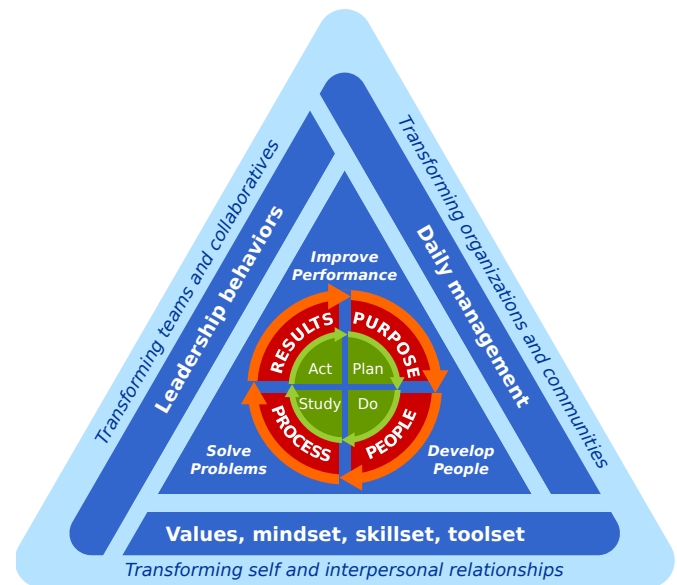 Transforming teams and collaboratives
Leadership behaviors
Transforming organizations and communities
Daily management
Improve
Performance
RESULTS
PURPOSE
Act
Plan
Study
Do
PROCESS
PEOPLE
Solve
Problems
Develop
People
Values, mindset, skillset, toolset
Transforming self and interpersonal relationships